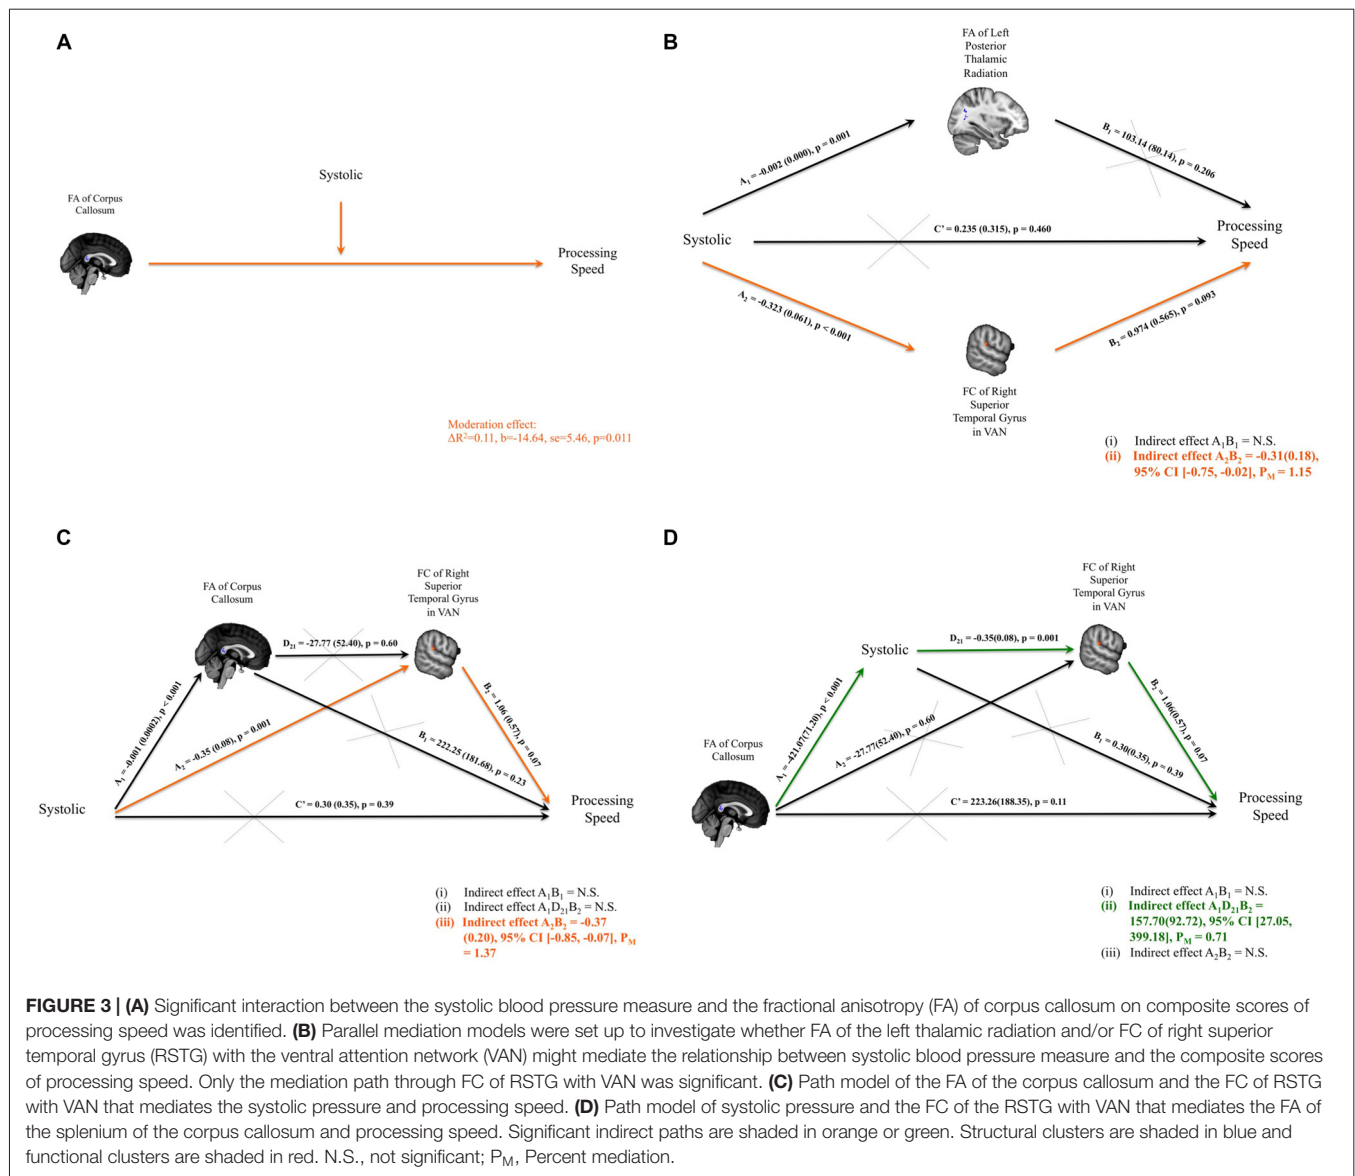 A
Systolic
FA of Corpus
Callosum
Processing
Speed
Moderation effect:
ΔR²=0.11, b=-14.64, se=5.46, p=0.011
B
FA of Left
Posterior
Thalamic
Radiation
A₁ = -0.002 (0.000), p = 0.001
B₁ = 103.14 (80.14), p = 0.206
Systolic
C' = 0.235 (0.315), p = 0.460
Processing
Speed
A₂ = -0.323 (0.061), p < 0.001
B₂ = 0.974 (0.565), p = 0.093
FC of Right
Superior
Temporal Gyrus
in VAN
(i) Indirect effect A₁B₁ = N.S.
(ii) Indirect effect A₂B₂ = -0.31(0.18),
95% CI [-0.75, -0.02], P_M = 1.15
C
FA of Corpus
Callosum
FC of Right
Superior
Temporal Gyrus
in VAN
D₂₁ = -27.77 (52.40), p = 0.60
A₁ = -0.001 (0.0002), p < 0.001
A₂ = -0.35 (0.08), p = 0.001
B₂ = 1.06 (0.57), p = 0.07
B₁ = 222.25 (181.68), p = 0.23
C' = 0.30 (0.35), p = 0.39
Systolic
Processing
Speed
(i) Indirect effect A₁B₁ = N.S.
(ii) Indirect effect A₁D₂₁B₂ = N.S.
(iii) Indirect effect A₂B₂ = -0.37
(0.20), 95% CI [-0.85, -0.07], P_M
= 1.37
D
FC of Right
Superior
Temporal Gyrus
in VAN
Systolic
D₂₁ = -0.35(0.08), p = 0.001
A₁ = -421.07(71.20), p < 0.001
A₂ = -27.77(52.40), p = 0.60
B₂ = 1.06(0.57), p = 0.07
B₁ = 0.30(0.35), p = 0.39
FA of Corpus
Callosum
C' = 223.26(188.35), p = 0.11
Processing
Speed
(i) Indirect effect A₁B₁ = N.S.
(ii) Indirect effect A₁D₂₁B₂ =
157.70(92.72), 95% CI [27.05,
399.18], P_M = 0.71
(iii) Indirect effect A₂B₂ = N.S.
FIGURE 3 | (A) Significant interaction between the systolic blood pressure measure and the fractional anisotropy (FA) of corpus callosum on composite scores of
processing speed was identified. (B) Parallel mediation models were set up to investigate whether FA of the left thalamic radiation and/or FC of right superior
temporal gyrus (RSTG) with the ventral attention network (VAN) might mediate the relationship between systolic blood pressure measure and the composite scores
of processing speed. Only the mediation path through FC of RSTG with VAN was significant. (C) Path model of the FA of the corpus callosum and the FC of RSTG
with VAN that mediates the systolic pressure and processing speed. (D) Path model of systolic pressure and the FC of the RSTG with VAN that mediates the FA of
the splenium of the corpus callosum and processing speed. Significant indirect paths are shaded in orange or green. Structural clusters are shaded in blue and
functional clusters are shaded in red. N.S., not significant; P_M, Percent mediation.